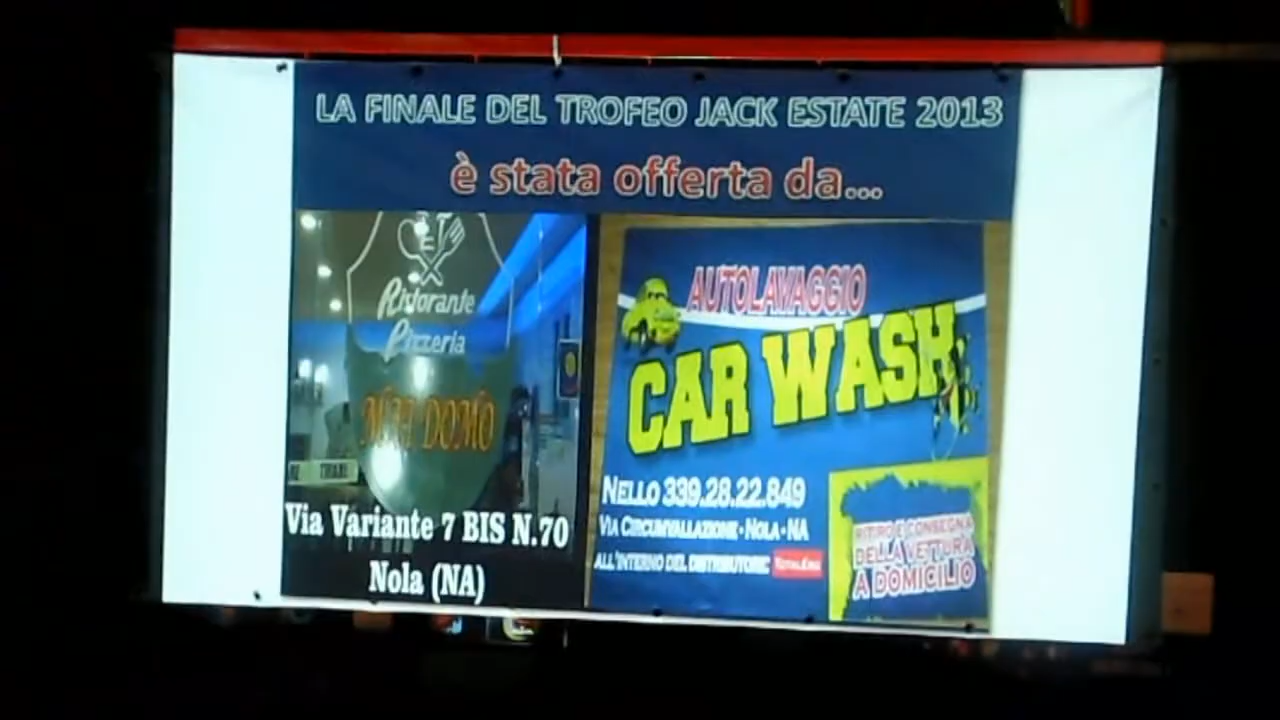 LA FINALE DEL TROFEO JACK ESTATE 2013
è stata offerta da...
Ristorante
Pizzeria
DOMO
Via Variante 7 BIS N.70
Nola (NA)
AUTOLAVAGGIO
CAR WASH
NELLO 339.28.22.849
VIA CIRCUMVALLAZIONE • NOLA • NA
ALL'INTERNO DEL DISTRIBUTORE TOTALERG
RITIRO E CONSEGNA
DELLA VETTURA
A DOMICILIO